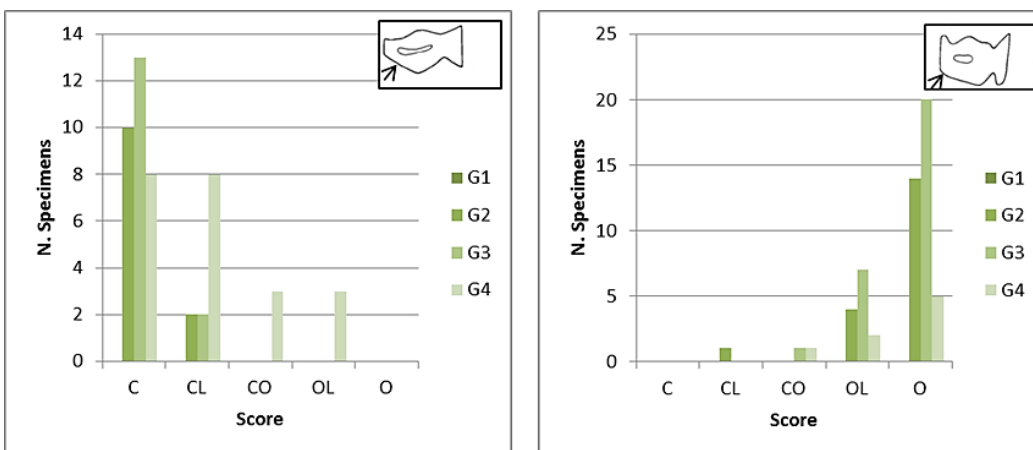 14
12
10
8
6
4
2
0
N. Specimens
C CL CO OL O
Score
G1
G2
G3
G4
25
20
15
10
5
0
N. Specimens
C CL CO OL O
Score
G1
G2
G3
G4